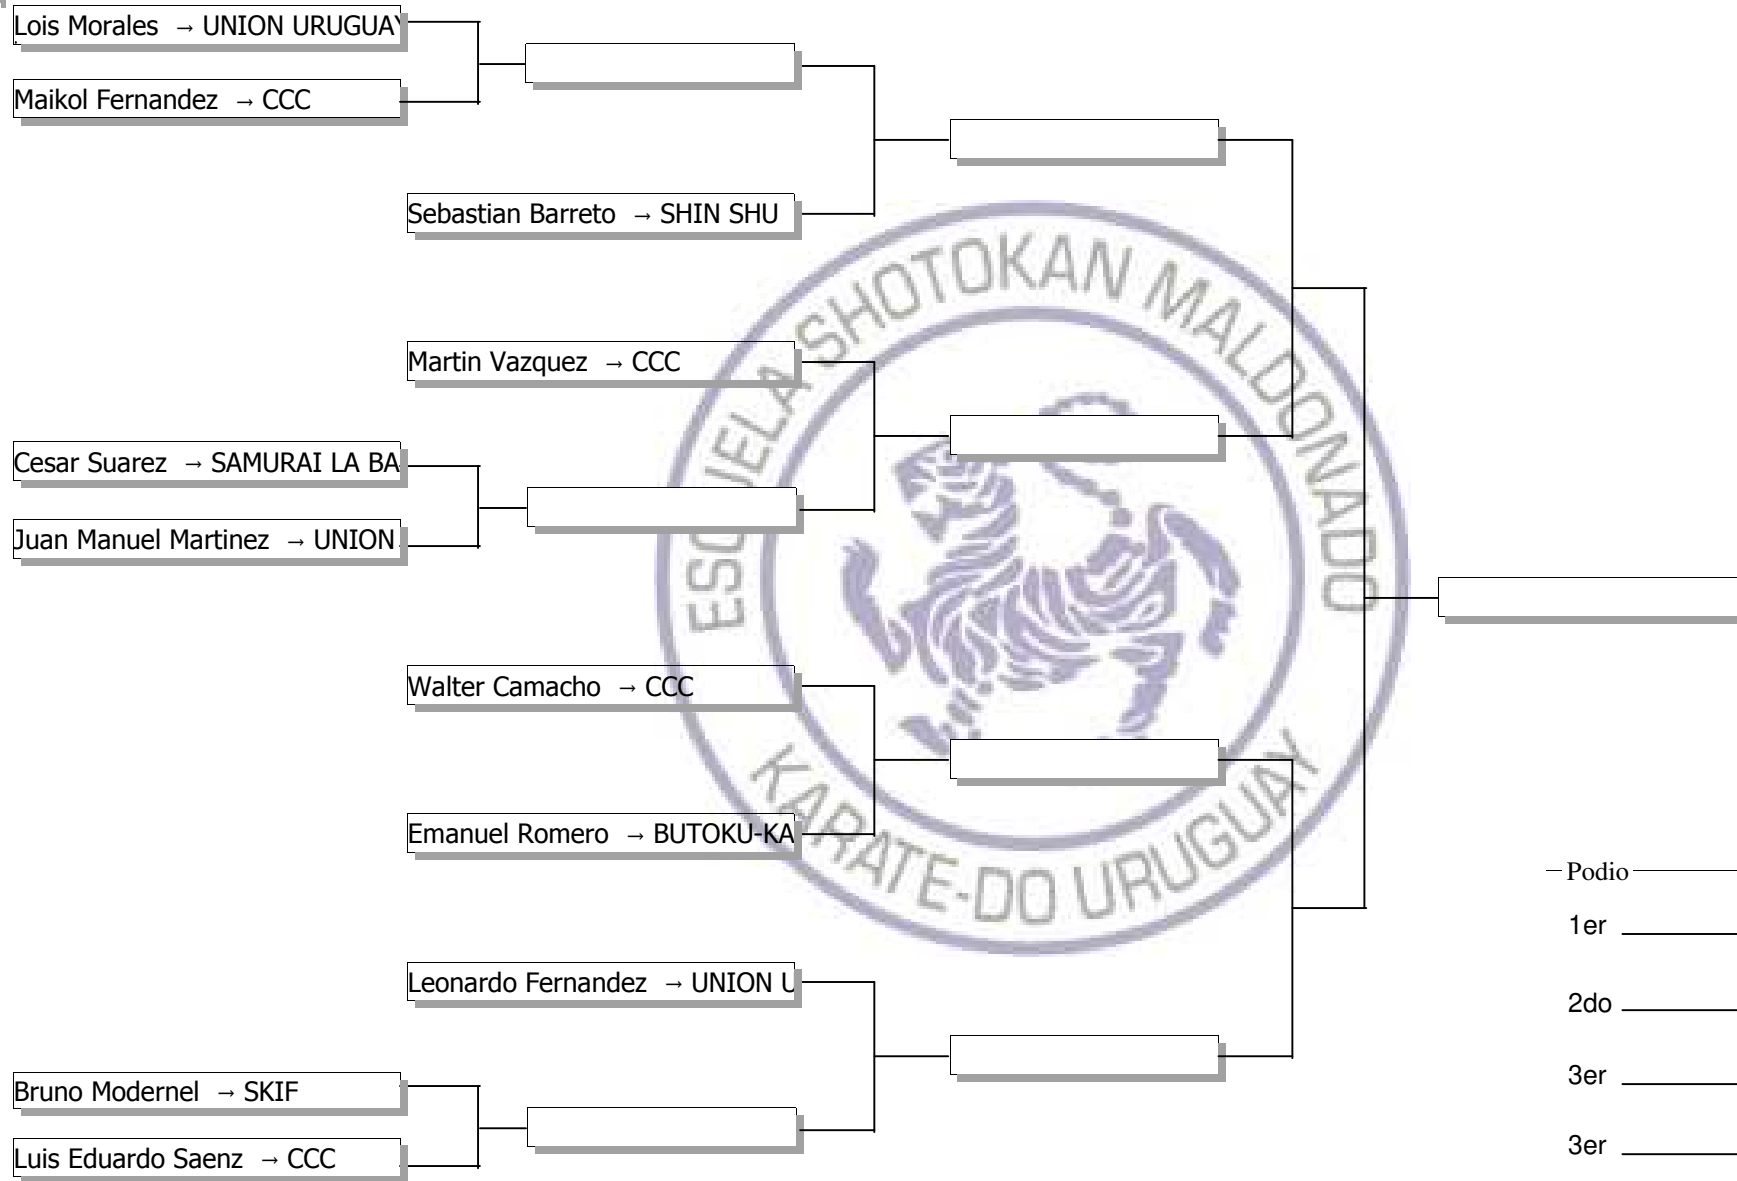 Lois Morales → UNION URUGUAY
Maikol Fernandez → CCC
Sebastian Barreto → SHIN SHU
Martin Vazquez → CCC
Cesar Suarez → SAMURAI LA BA
Juan Manuel Martinez → UNION
Walter Camacho → CCC
Emanuel Romero → BUTOKU-KA
Leonardo Fernandez → UNION U
Bruno Modernel → SKIF
Luis Eduardo Saenz → CCC
ESCUELA SHOTOKAN MALDONADO
KARATE-DO URUGUAY
Podio
1er
2do
3er
3er